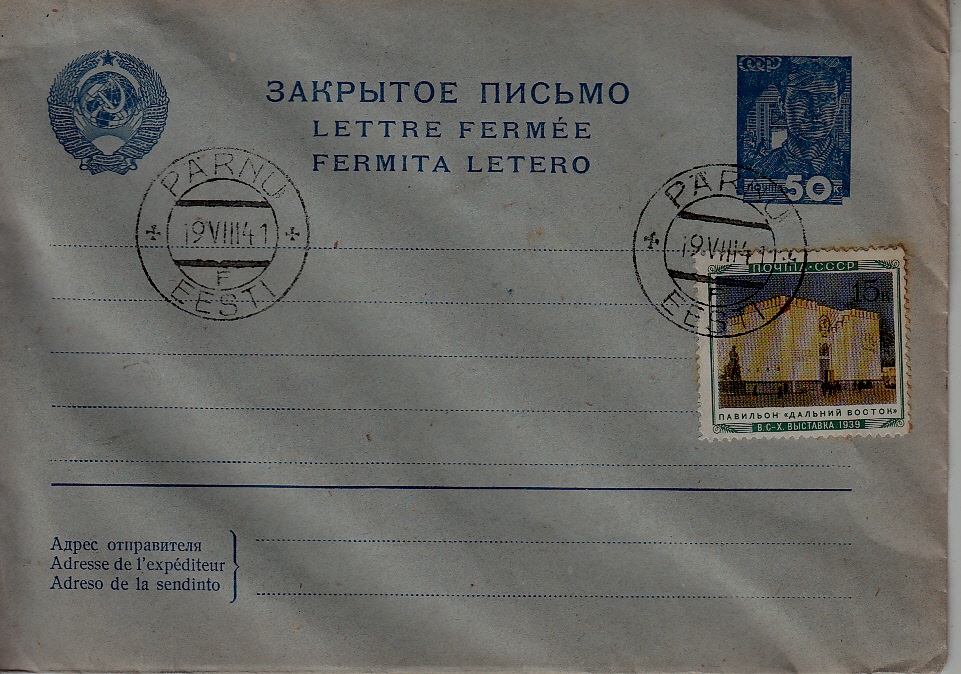 ЗАКРЫТОЕ ПИСЬМО
LETTRE FERMÉE
FERMITA LETERO
СССР
ПОЧТА 50 К
PÄRNU
19 VIII 41
F
EESTI
PÄRNU
19 VIII 41
F
EESTI
ПОЧТА·СССР
15 к
ПАВИЛЬОН «ДАЛЬНИЙ ВОСТОК»
В.С-Х. ВЫСТАВКА 1939
Адрес отправителя
Adresse de l'expéditeur
Adreso de la sendinto